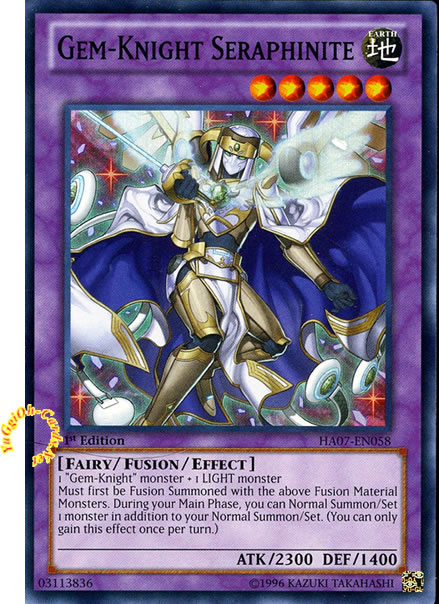 GEM-KNIGHT SERAPHINITE
EARTH
地
1st Edition
HA07-EN058
YuGgiOh-Cards.Net
[FAIRY/FUSION/EFFECT]
1 "Gem-Knight" monster + 1 LIGHT monster
Must first be Fusion Summoned with the above Fusion Material
Monsters. During your Main Phase, you can Normal Summon/Set
1 monster in addition to your Normal Summon/Set. (You can only
gain this effect once per turn.)
ATK/2300 DEF/1400
03113836
©1996 KAZUKI TAKAHASHI